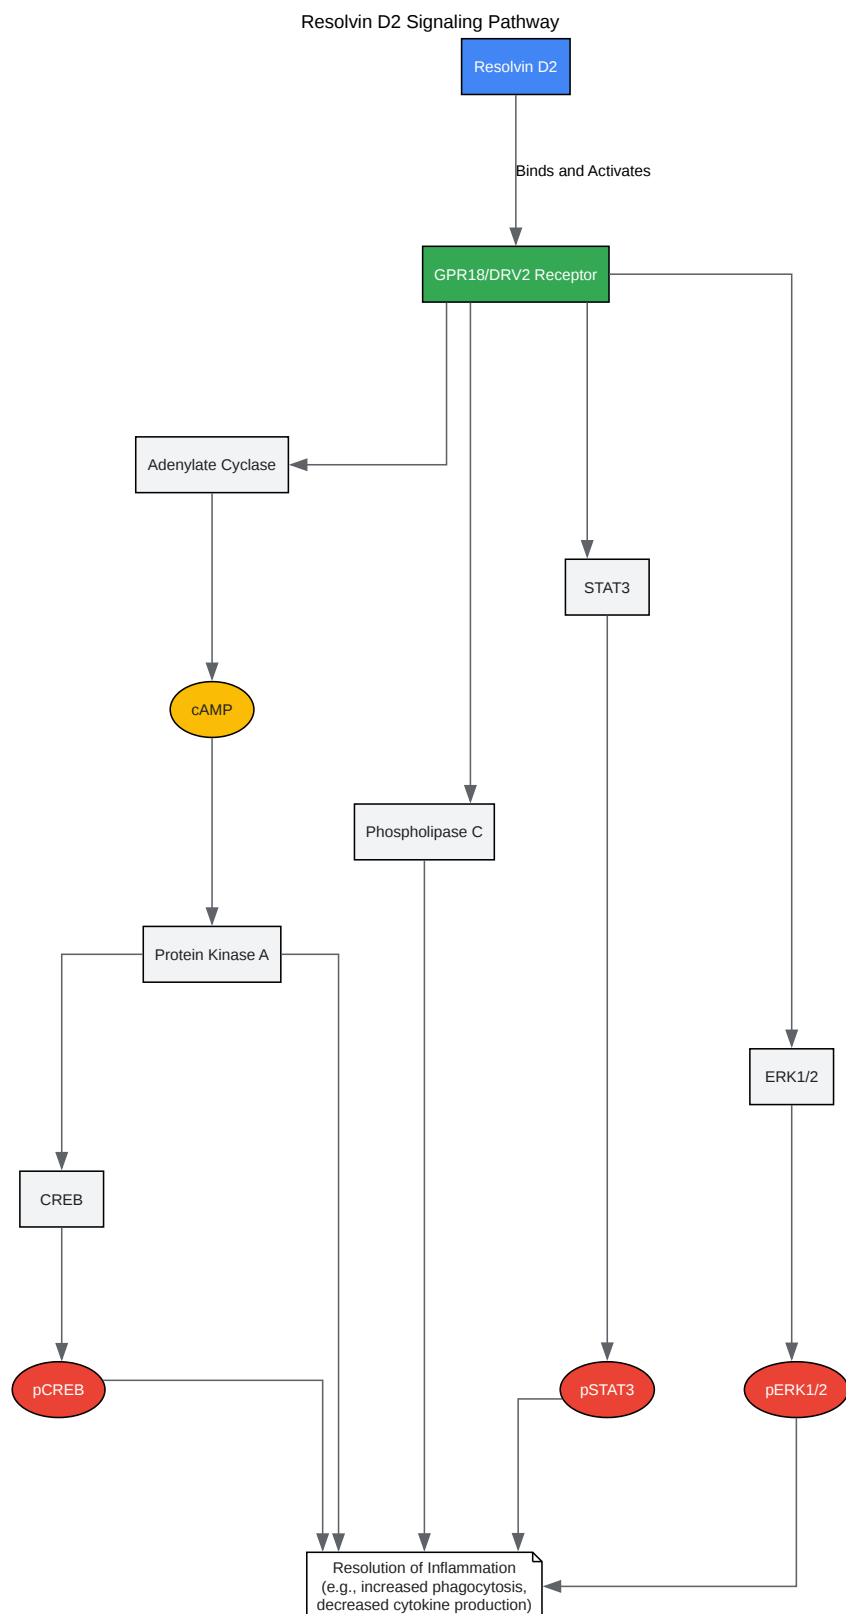 Resolvin D2 Signaling Pathway
Resolvin D2
Binds and Activates
GPR18/DRV2 Receptor
Adenylate Cyclase
STAT3
cAMP
Phospholipase C
Protein Kinase A
ERK1/2
CREB
pCREB
pSTAT3
pERK1/2
Resolution of Inflammation
(e.g., increased phagocytosis,
decreased cytokine production)